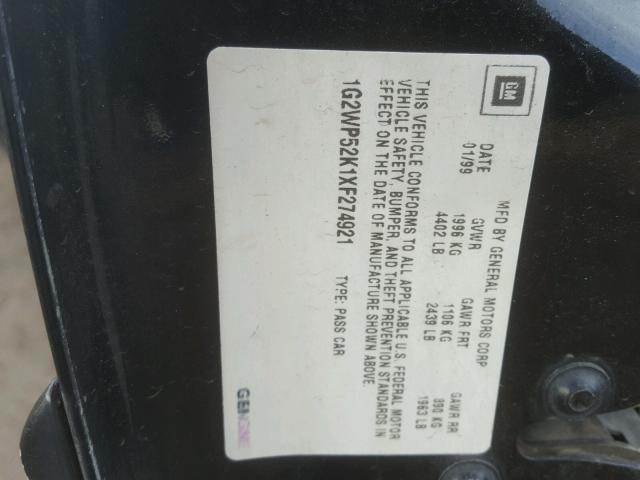 GM
MFD BY GENERAL MOTORS CORP
DATE GVWR GAWR FRT GAWR RR
01/99 1996 KG 1106 KG 890 KG
4402 LB 2439 LB 1963 LB
THIS VEHICLE CONFORMS TO ALL APPLICABLE U.S. FEDERAL MOTOR
VEHICLE SAFETY, BUMPER, AND THEFT PREVENTION STANDARDS IN
EFFECT ON THE DATE OF MANUFACTURE SHOWN ABOVE.
1G2WP52K1XF274921 TYPE: PASS CAR